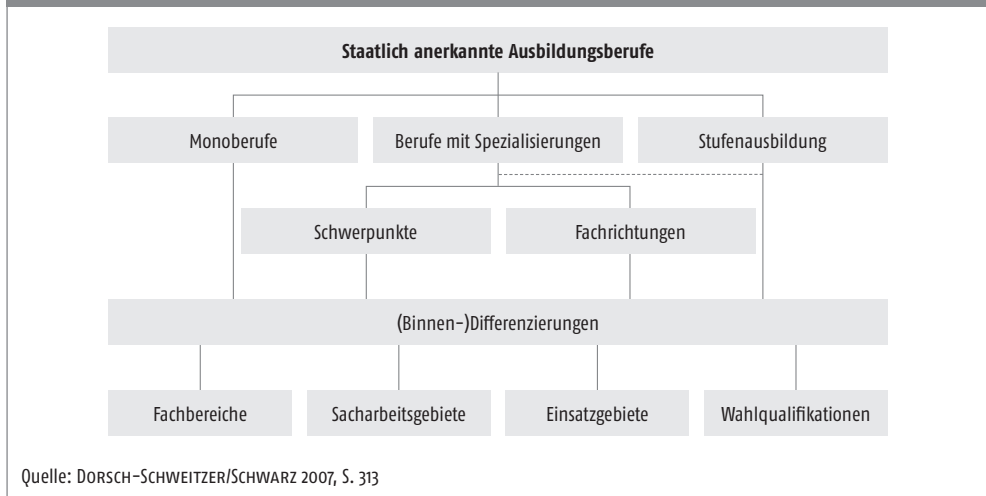 Staatlich anerkannte Ausbildungsberufe
Monoberufe
Berufe mit Spezialisierungen
Stufenausbildung
Schwerpunkte
Fachrichtungen
(Binnen-)Differenzierungen
Fachbereiche
Sacharbeitsgebiete
Einsatzgebiete
Wahlqualifikationen
Quelle: DORSCH-SCHWEITZER/SCHWARZ 2007, S. 313